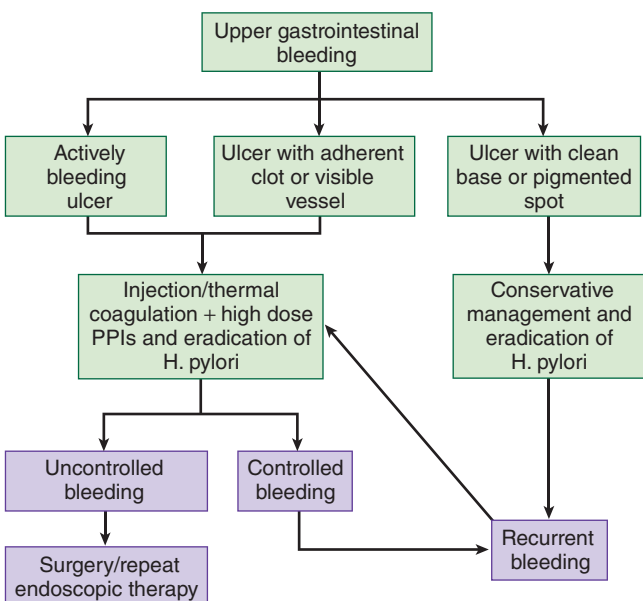 Upper gastrointestinal
bleeding
Actively
bleeding
ulcer
Ulcer with adherent
clot or visible
vessel
Ulcer with clean
base or pigmented
spot
Injection/thermal
coagulation + high dose
PPIs and eradication of
H. pylori
Conservative
management and
eradication of
H. pylori
Uncontrolled
bleeding
Controlled
bleeding
Recurrent
bleeding
Surgery/repeat
endoscopic therapy